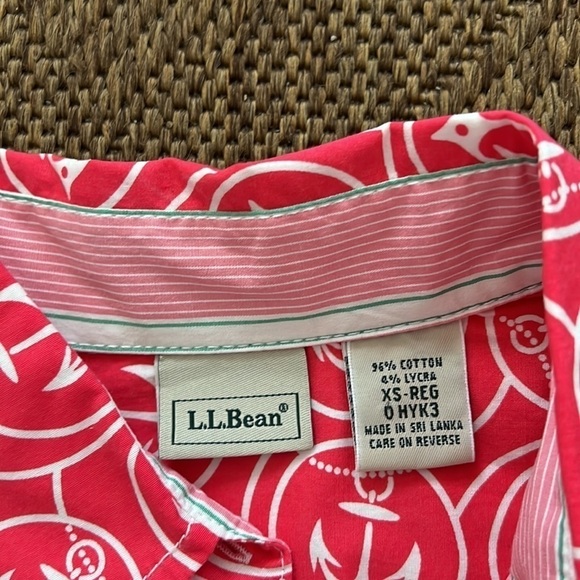 L.L.Bean®
96% COTTON
4% LYCRA
XS-REG
0 HYK3
MADE IN SRI LANKA
CARE ON REVERSE